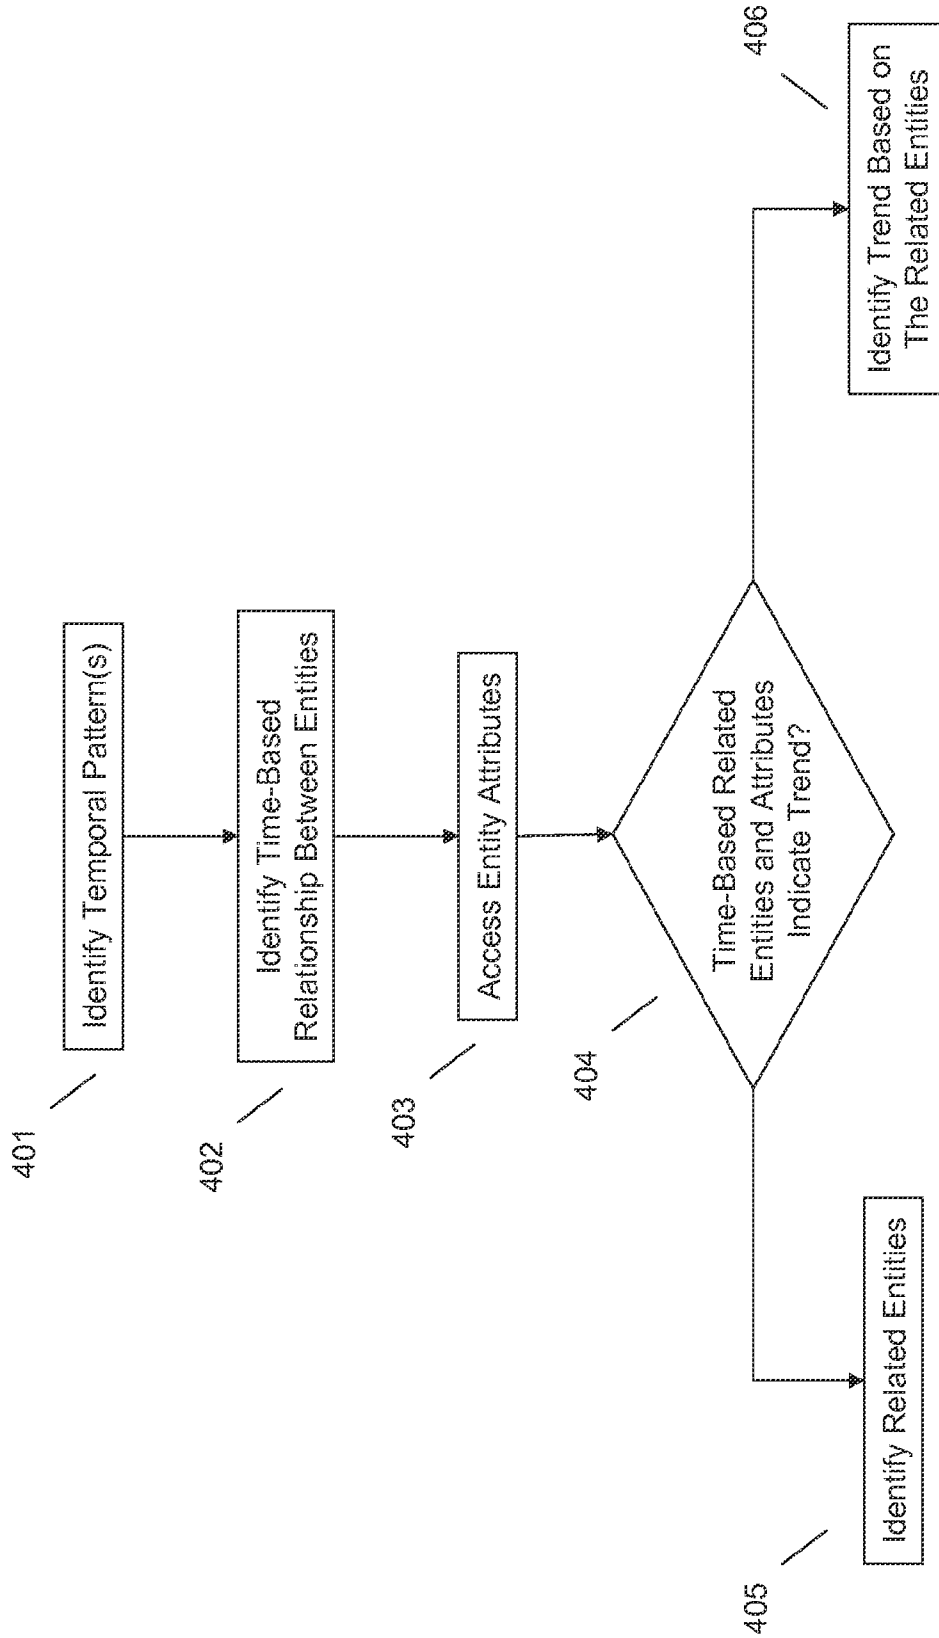 401
Identify Temporal Pattern(s)
402
Identify Time-Based
Relationship Between Entities
403
Access Entity Attributes
404
Time-Based Related
Entities and Attributes
Indicate Trend?
405
Identify Related Entities
406
Identify Trend Based on
The Related Entities